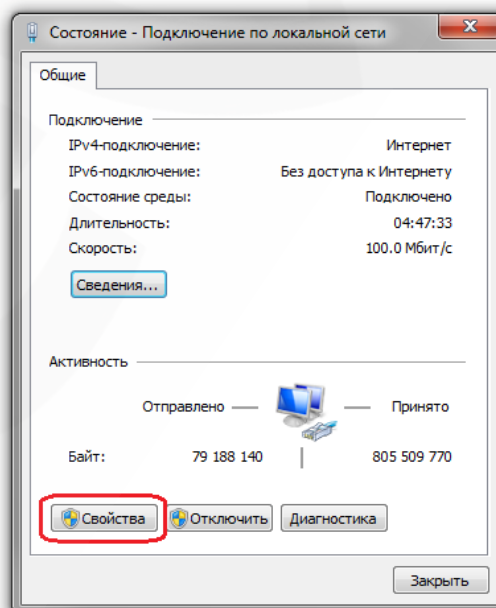 Состояние - Подключение по локальной сети
Общие
Подключение
IPv4-подключение: Интернет
IPv6-подключение: Без доступа к Интернету
Состояние среды: Подключено
Длительность: 04:47:33
Скорость: 100.0 Мбит/с
Сведения...
Активность
Отправлено — — Принято
Байт: 79 188 140 | 805 509 770
Свойства Отключить Диагностика
Закрыть